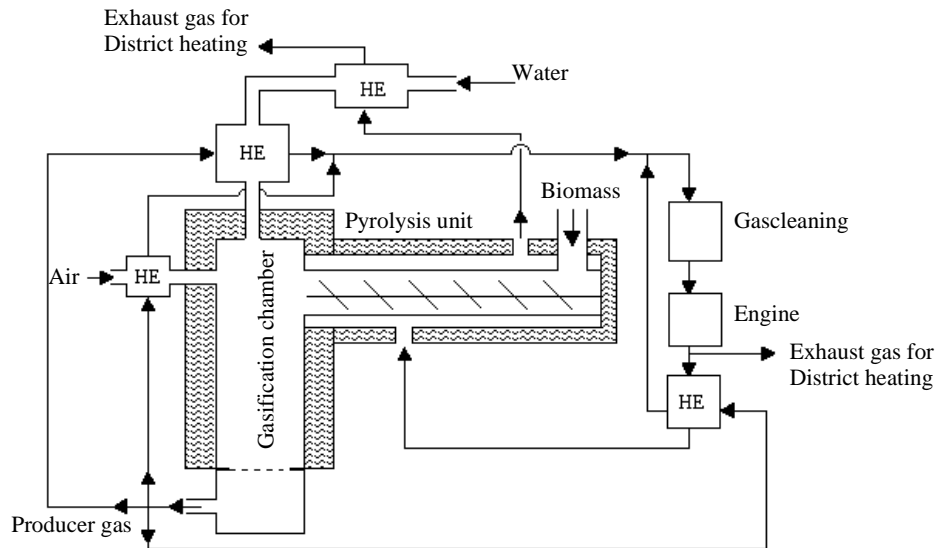 Exhaust gas for
District heating
HE
Water
HE
Biomass
Pyrolysis unit
Gascleaning
Air
HE
Gasification chamber
Engine
Exhaust gas for
District heating
HE
Producer gas